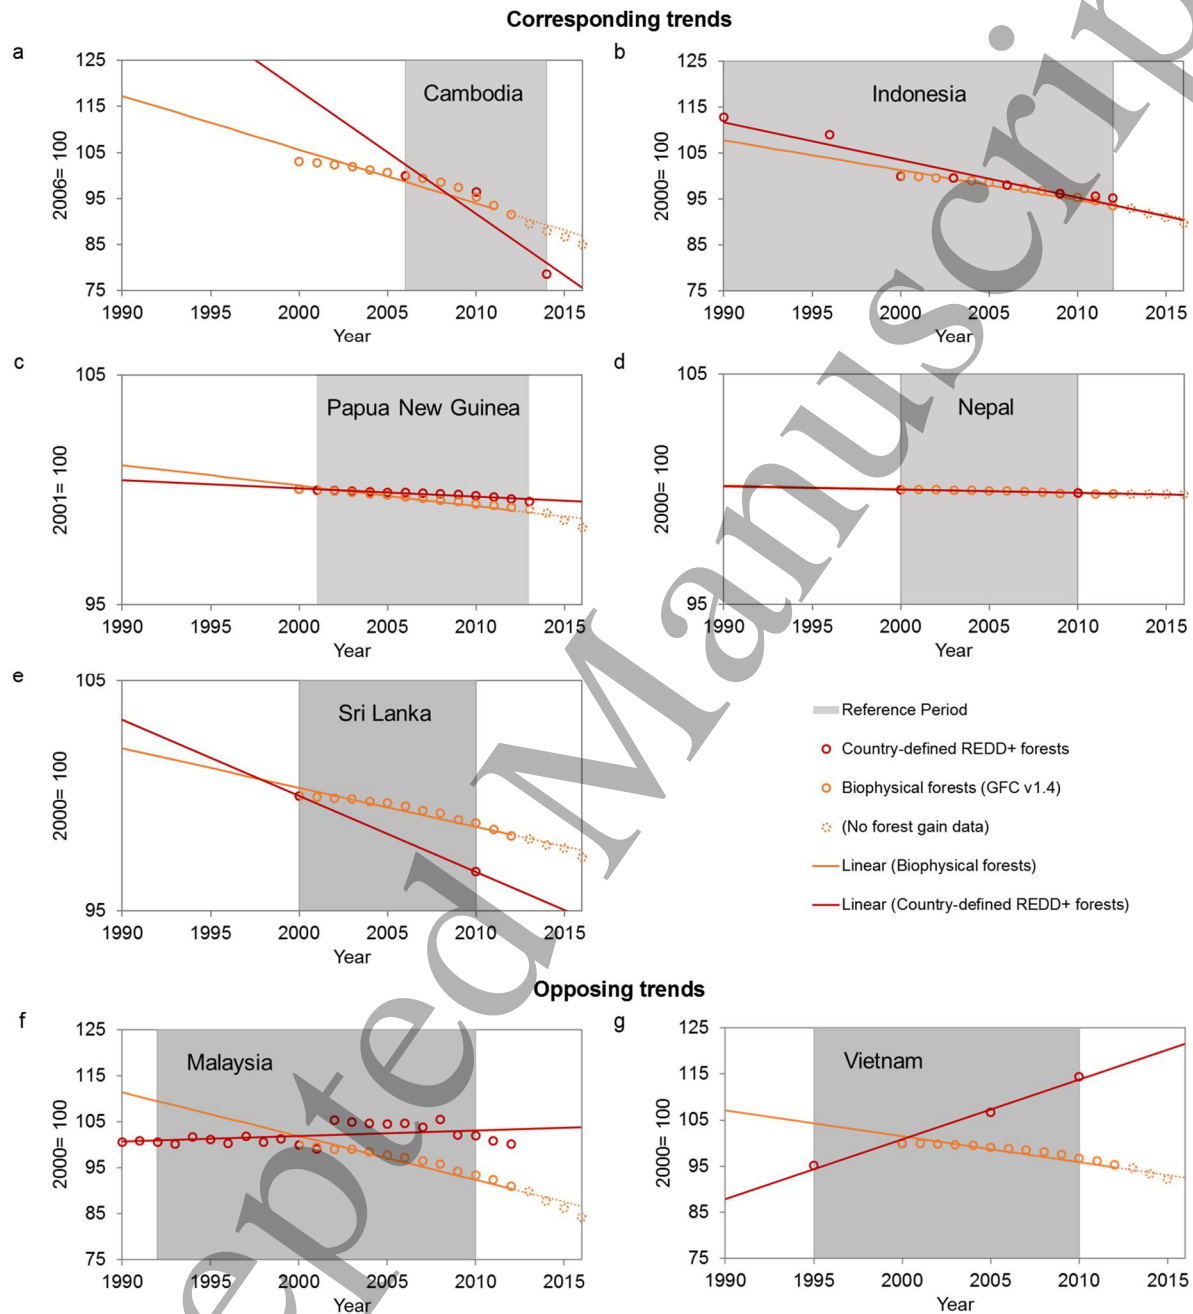 Corresponding trends
a
125
115
105
95
85
75
2006= 100
Cambodia
1990 1995 2000 2005 2010 2015
Year
b
125
115
105
95
85
75
2000= 100
Indonesia
1990 1995 2000 2005 2010 2015
Year
c
105
95
2001= 100
Papua New Guinea
1990 1995 2000 2005 2010 2015
Year
d
105
95
2000= 100
Nepal
1990 1995 2000 2005 2010 2015
Year
e
105
95
2000= 100
Sri Lanka
1990 1995 2000 2005 2010 2015
Year
Reference Period
Country-defined REDD+ forests
Biophysical forests (GFC v1.4)
(No forest gain data)
Linear (Biophysical forests)
Linear (Country-defined REDD+ forests)
Opposing trends
f
125
115
105
95
85
75
2000= 100
Malaysia
1990 1995 2000 2005 2010 2015
Year
g
125
115
105
95
85
75
2000= 100
Vietnam
1990 1995 2000 2005 2010 2015
Year
epted Manuscrip